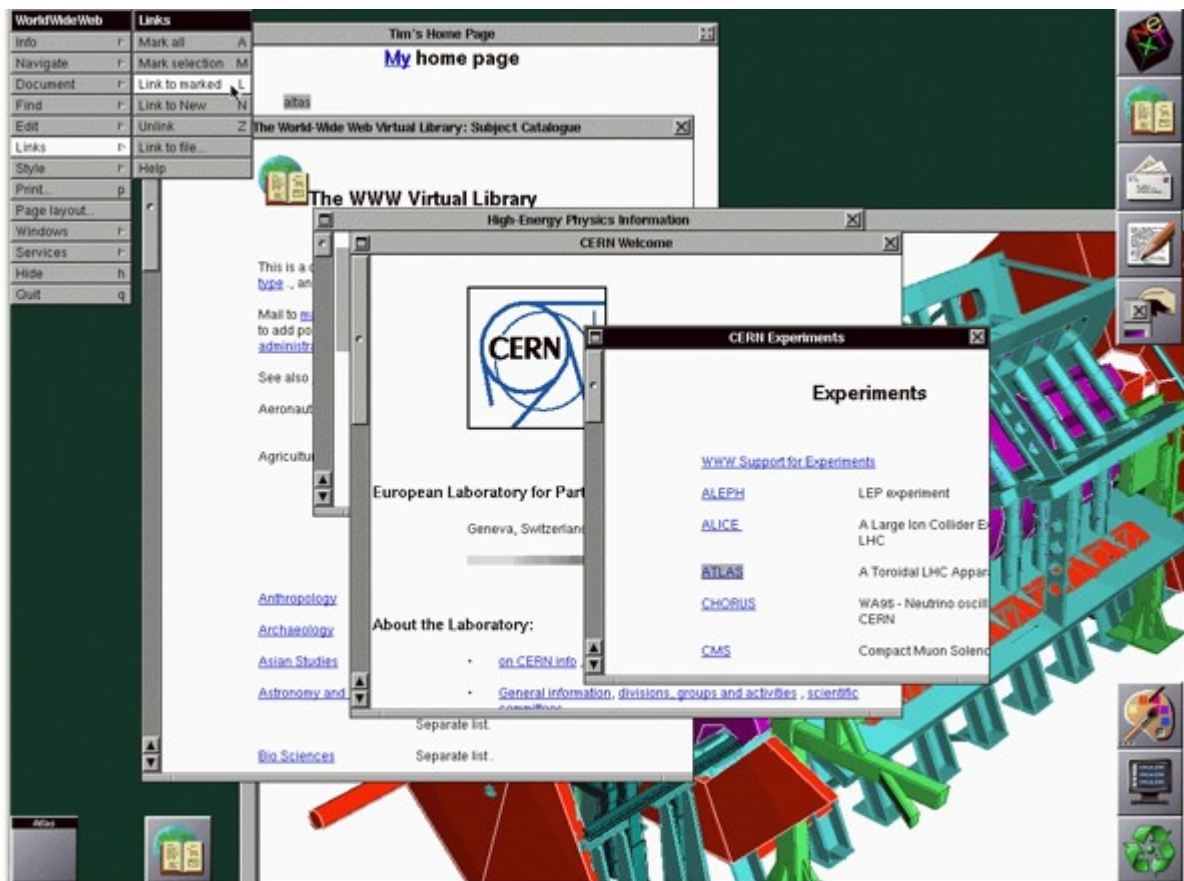 WorldWideWeb
Info
Navigate
Document
Find
Edit
Links
Style
Print... p
Page layout...
Windows
Services
Hide h
Quit q
Links
Mark all A
Mark selection M
Link to marked L
Link to New N
Unlink Z
Link to file...
Help
Tim's Home Page
My home page
altas
The World-Wide Web Virtual Library: Subject Catalogue
The WWW Virtual Library
This is a
type ., an
Mail to
to add po
administr
See also
Aeronaut
Agricultu
Anthropology
Archaeology
Asian Studies
Astronomy and
Separate list.
Bio Sciences Separate list.
High-Energy Physics Information
CERN Welcome
CERN
European Laboratory for Part
Geneva, Switzerlan
About the Laboratory:
• on CERN info ,
• General information, divisions, groups and activities , scientific
committees
CERN Experiments
Experiments
WWW Support for Experiments
ALEPH LEP experiment
ALICE A Large Ion Collider E
LHC
ATLAS A Toroidal LHC Appar
CHORUS WA95 - Neutrino oscill
CERN
CMS Compact Muon Solen
NeXT
Atlas